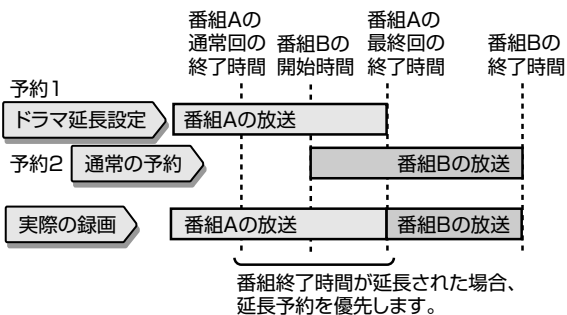 番組Aの
通常回の
終了時間
番組Bの
開始時間
番組Aの
最終回の
終了時間
番組Bの
終了時間
予約1
ドラマ延長設定
番組Aの放送
予約2
通常の予約
番組Bの放送
実際の録画
番組Aの放送
番組Bの放送
番組終了時間が延長された場合、
延長予約を優先します。